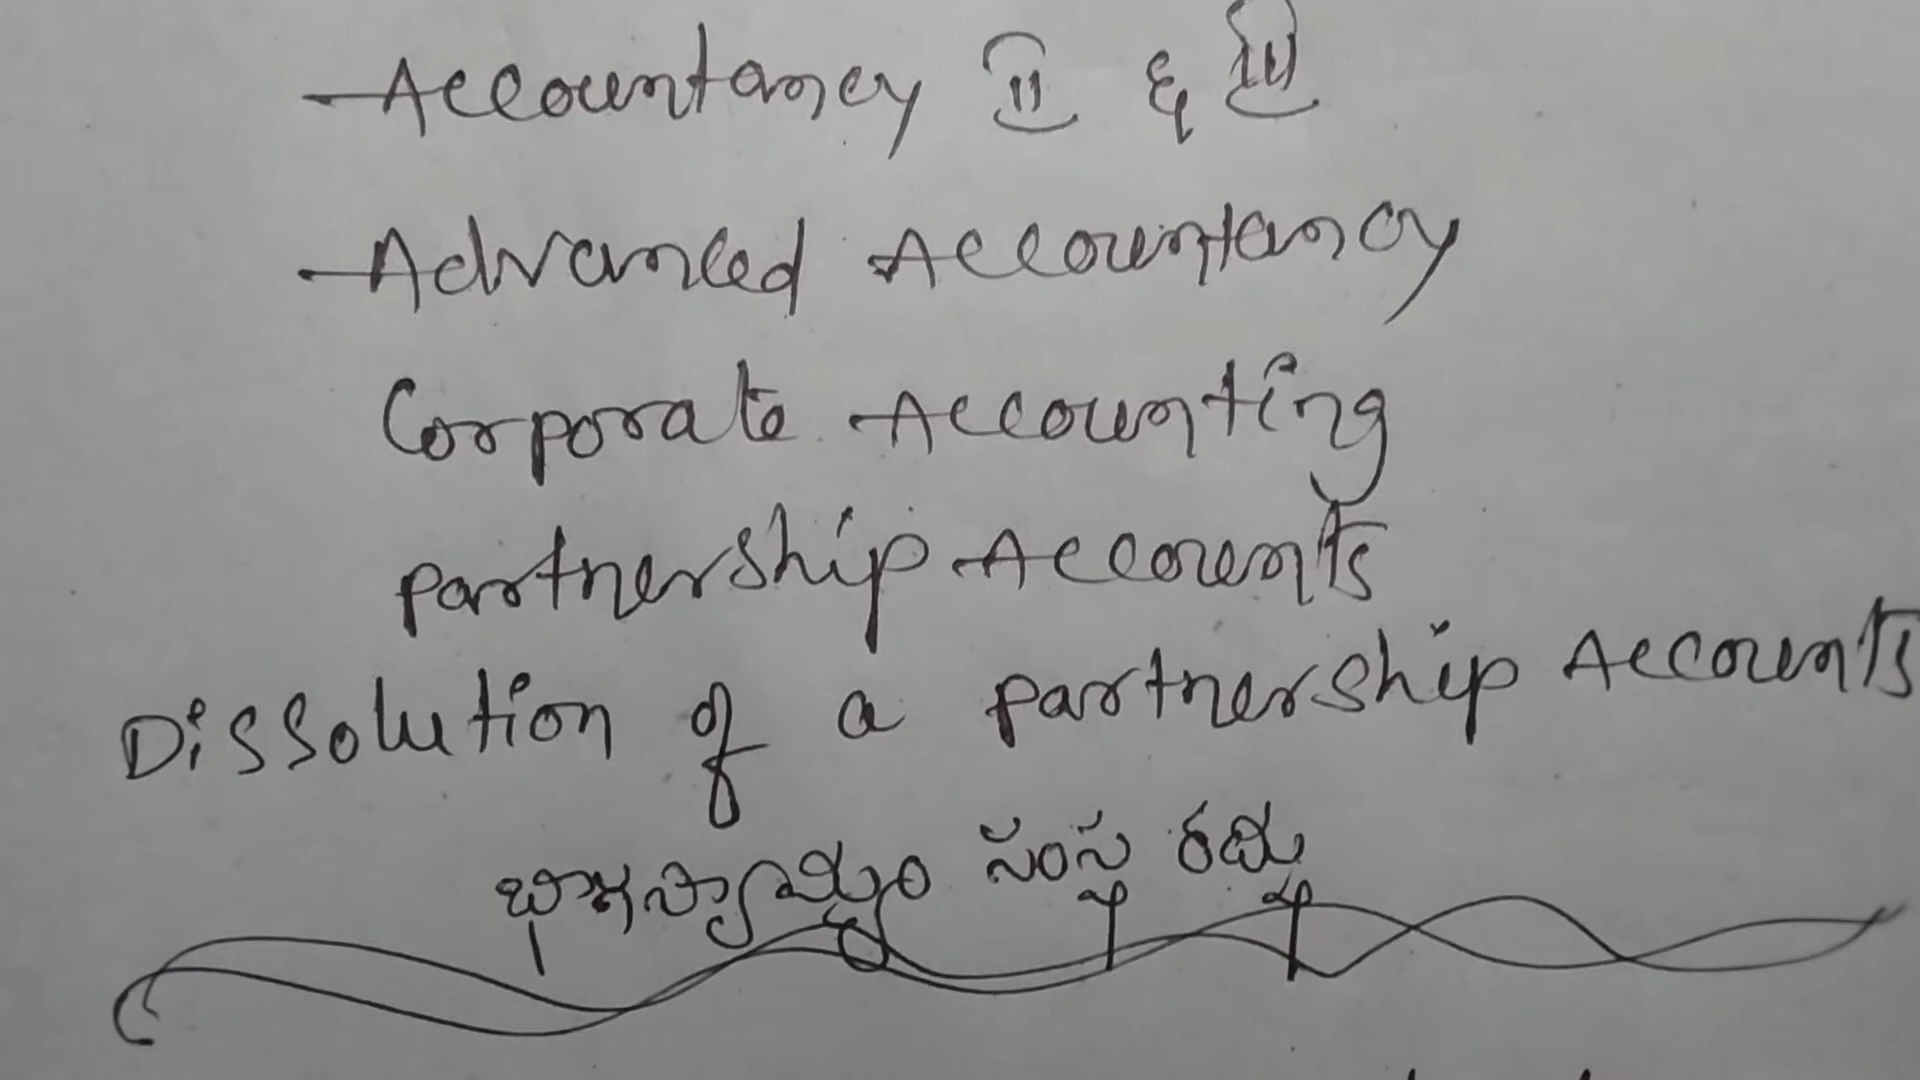 Accountancy II & III
Advanced Accountancy
Corporate Accounting
Partnership Accounts
Dissolution of a partnership Accounts
భాగస్వామ్యం సంస్థ రద్దు